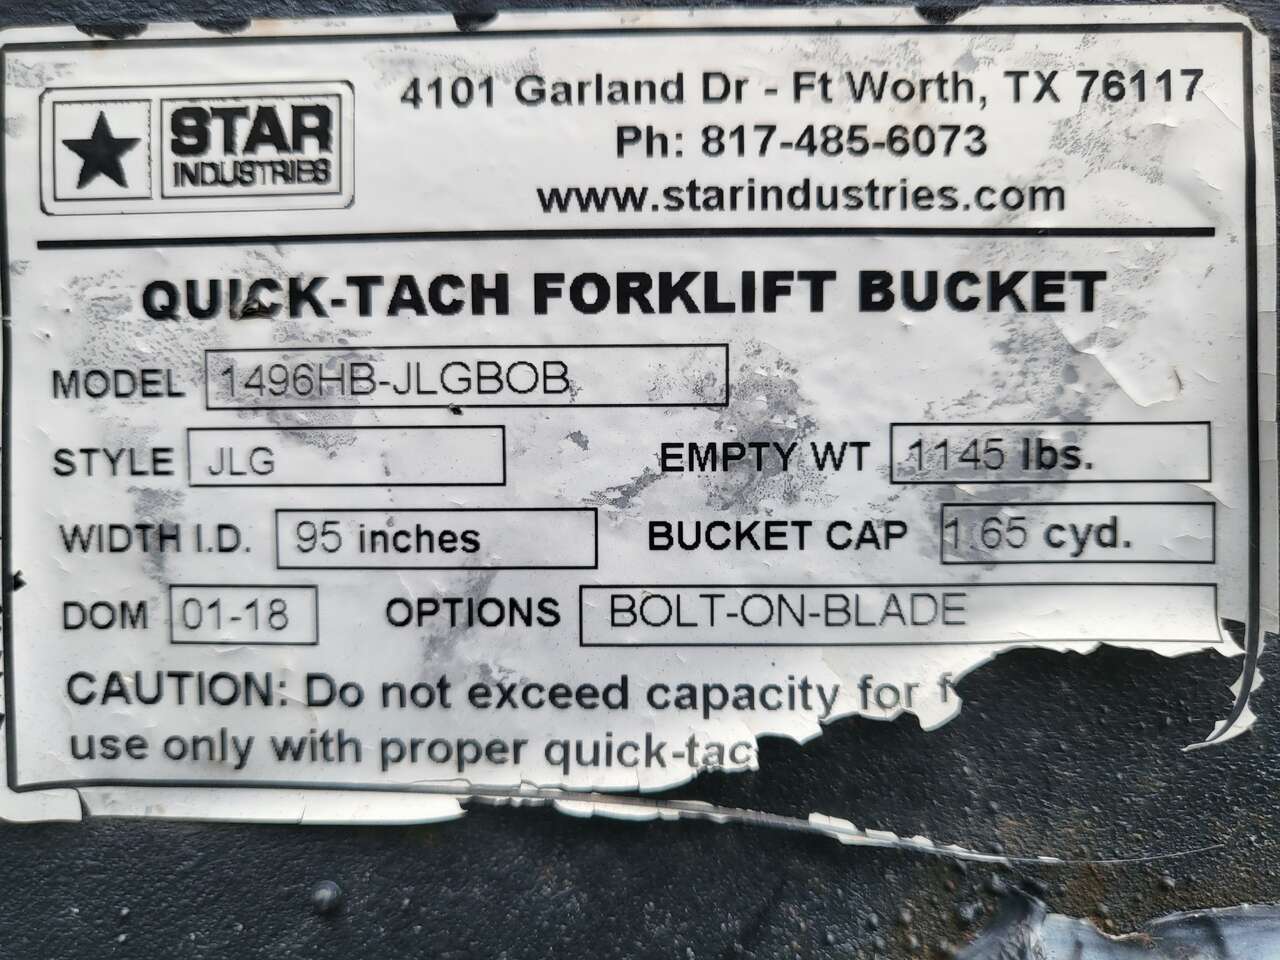 STAR
INDUSTRIES
4101 Garland Dr - Ft Worth, TX 76117
Ph: 817-485-6073
www.starindustries.com
QUICK-TACH FORKLIFT BUCKET
MODEL 1496HB-JLGBOB
STYLE JLG EMPTY WT 1145 lbs.
WIDTH I.D. 95 inches BUCKET CAP 1.65 cyd.
DOM 01-18 OPTIONS BOLT-ON-BLADE
CAUTION: Do not exceed capacity for
use only with proper quick-tac